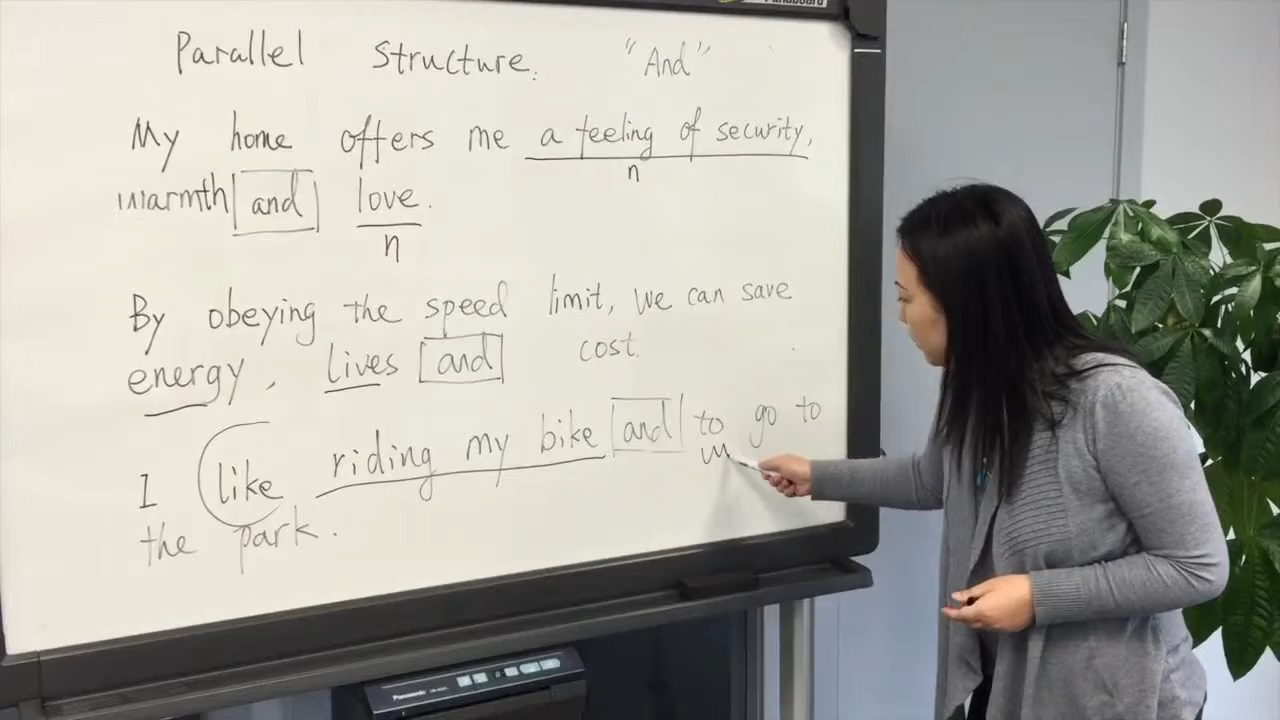 Parallel Structure. "And"
My home offers me a feeling of security,
n
warmth and love.
n
By obeying the speed limit, we can save
energy, lives and cost.
I like riding my bike and to go to
the park.
Panasonic